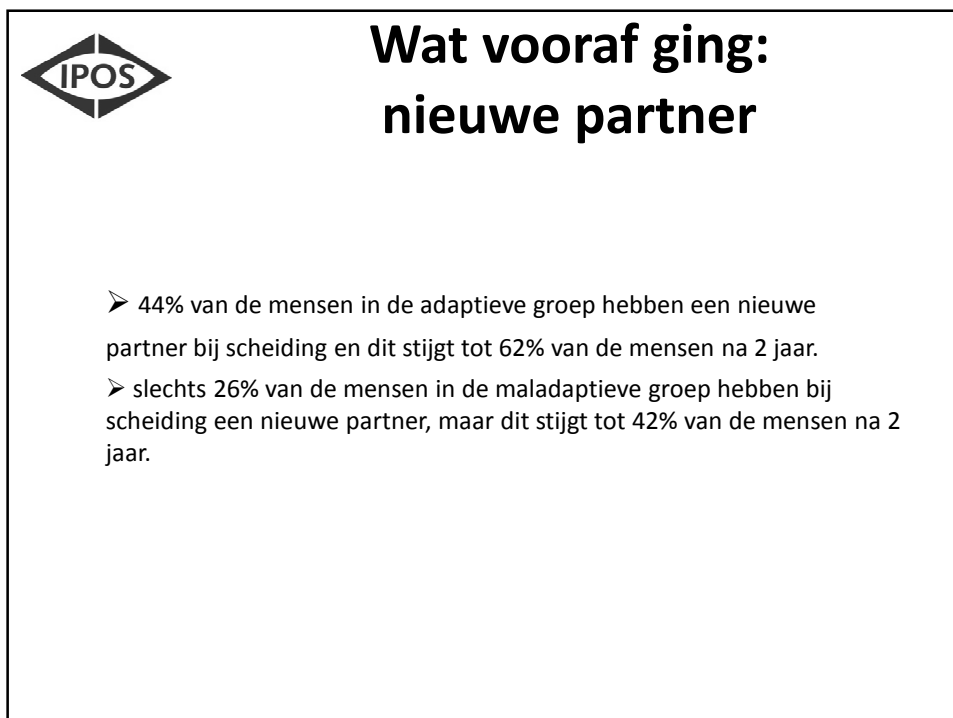 IPOS
Wat vooraf ging:
nieuwe partner
➢ 44% van de mensen in de adaptieve groep hebben een nieuwe
partner bij scheiding en dit stijgt tot 62% van de mensen na 2 jaar.
➢ slechts 26% van de mensen in de maladaptieve groep hebben bij
scheiding een nieuwe partner, maar dit stijgt tot 42% van de mensen na 2
jaar.